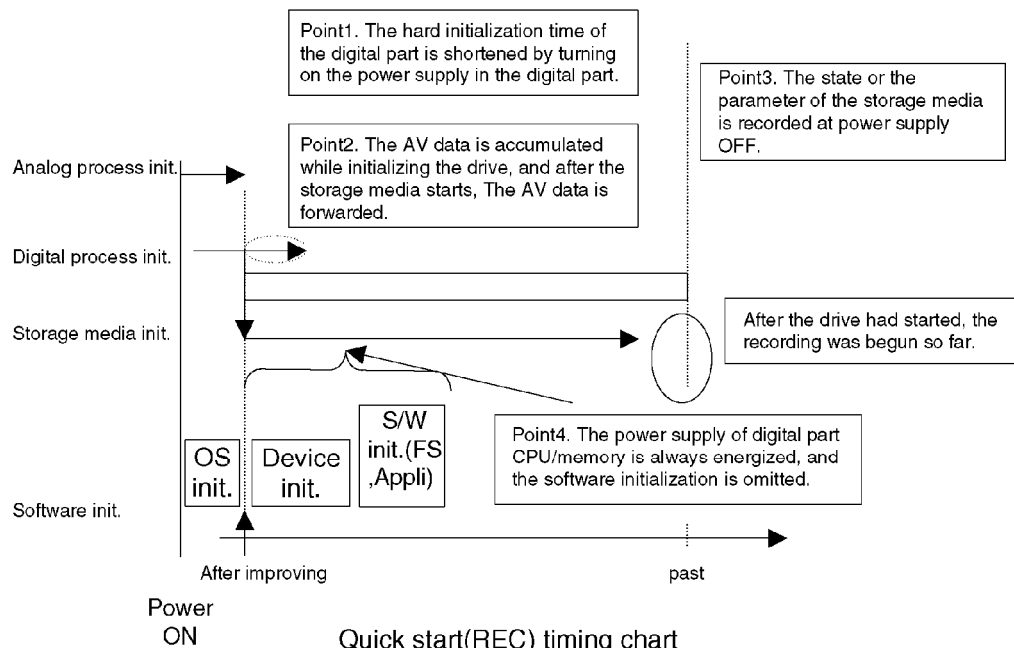 Point1. The hard initialization time of
the digital part is shortened by turning
on the power supply in the digital part.
Point3. The state or the
parameter of the storage media
is recorded at power supply
OFF.
Point2. The AV data is accumulated
while initializing the drive, and after the
storage media starts, The AV data is
forwarded.
Analog process init.
Digital process init.
Storage media init.
After the drive had started, the
recording was begun so far.
OS
init.
Device
init.
S/W
init.(FS
,Appli)
Point4. The power supply of digital part
CPU/memory is always energized, and
the software initialization is omitted.
Software init.
After improving
past
Power
ON
Quick start(REC) timing chart